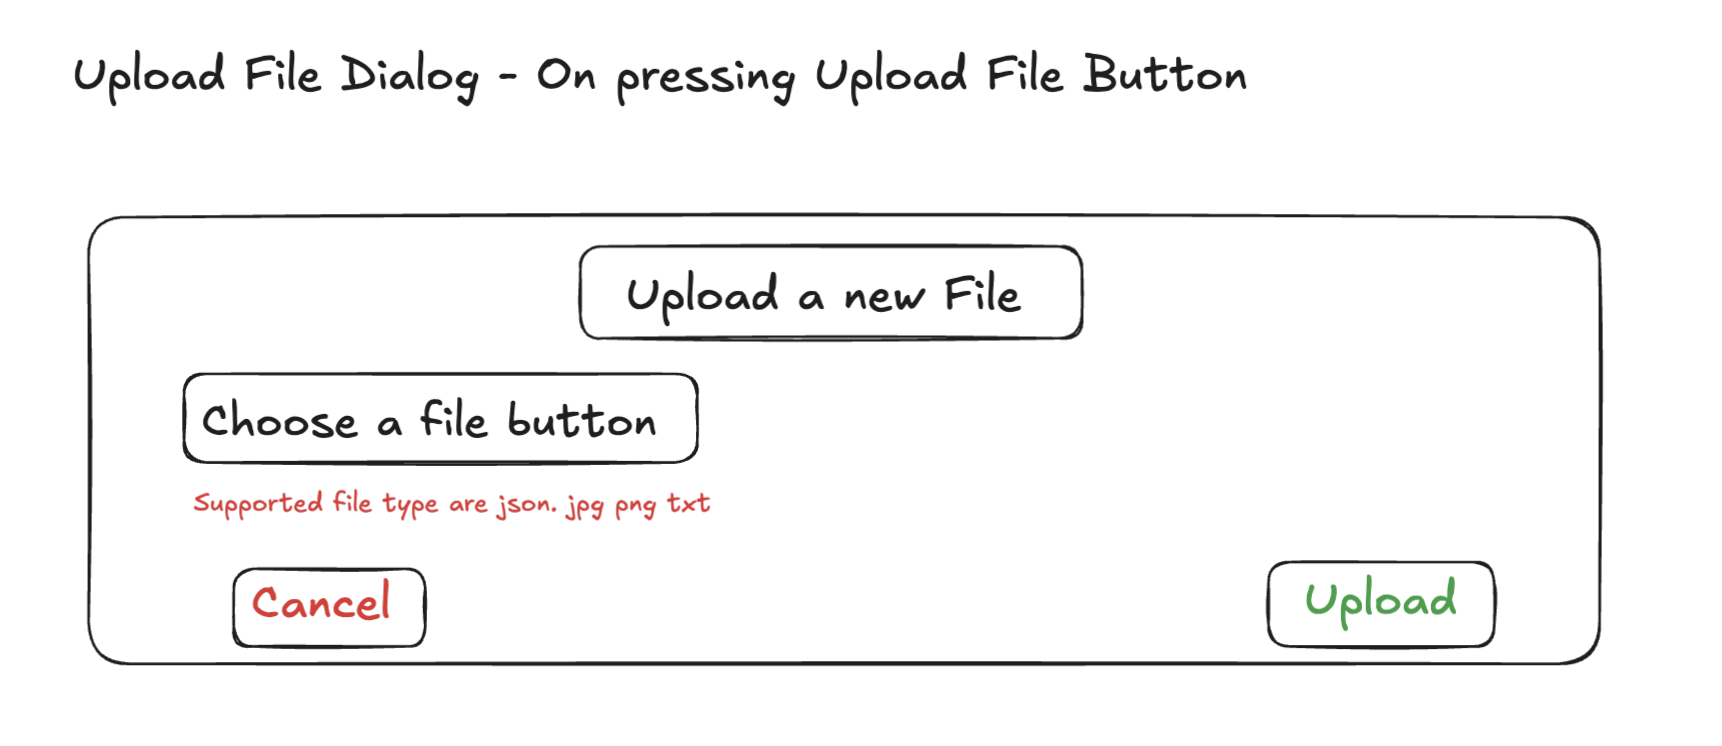 Upload File Dialog - On pressing Upload File Button
Upload a new File
Choose a file button
Supported file type are json. jpg png txt
Cancel
Upload